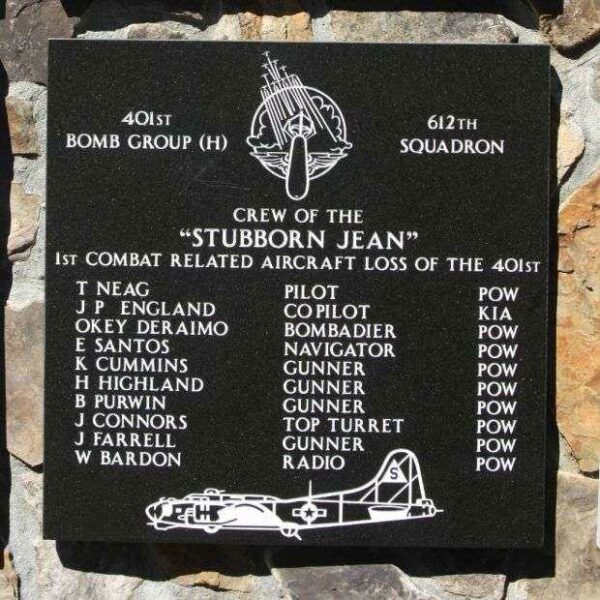 401ST
BOMB GROUP (H)
612TH
SQUADRON
CREW OF THE
"STUBBORN JEAN"
1ST COMBAT RELATED AIRCRAFT LOSS OF THE 401ST
T NEAG PILOT POW
J P ENGLAND CO PILOT KIA
OKEY DERAIMO BOMBADIER POW
E SANTOS NAVIGATOR POW
K CUMMINS GUNNER POW
H HIGHLAND GUNNER POW
B PURWIN GUNNER POW
J CONNORS TOP TURRET POW
J FARRELL GUNNER POW
W BARDON RADIO POW
S
H